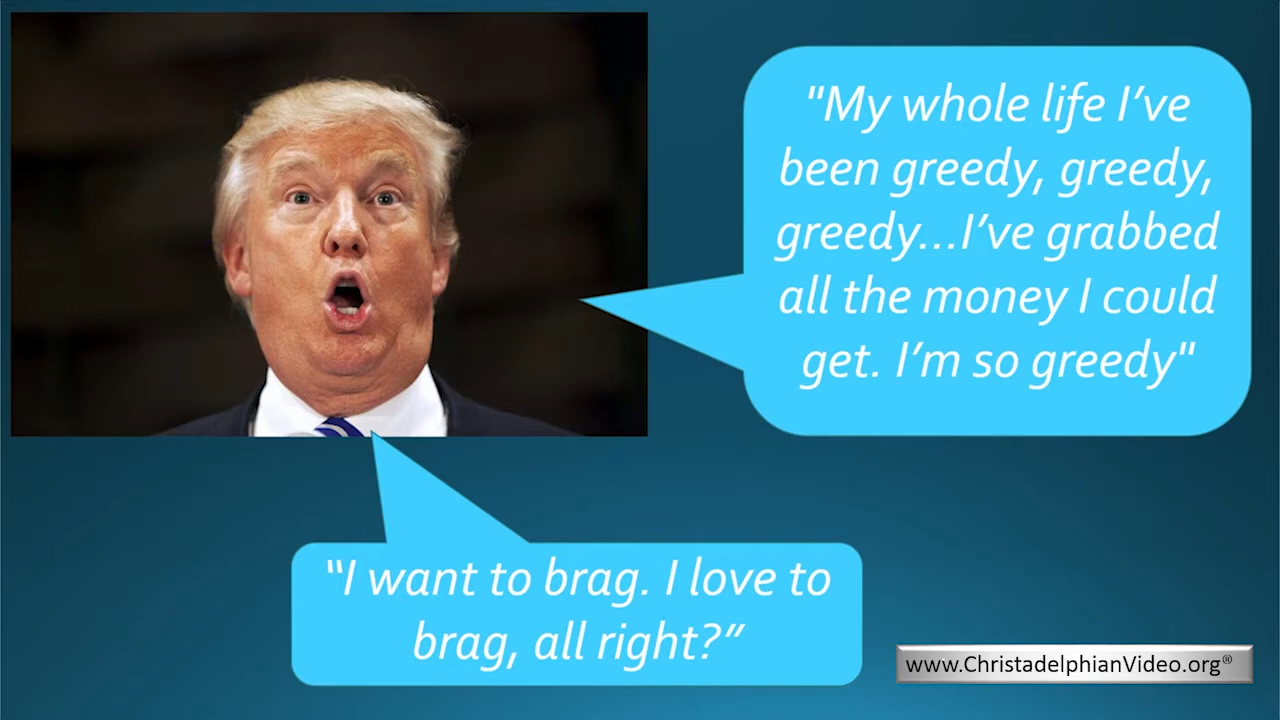 "My whole life I’ve
been greedy, greedy,
greedy...I’ve grabbed
all the money I could
get. I’m so greedy"
“I want to brag. I love to
brag, all right?”
www.ChristadelphianVideo.org®